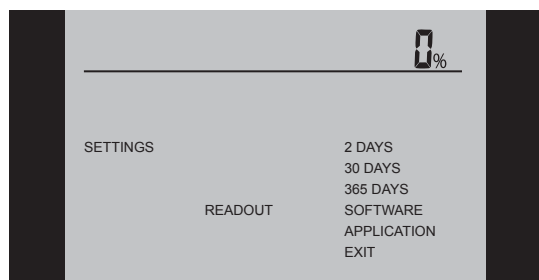 0%
SETTINGS 2 DAYS
30 DAYS
365 DAYS
READOUT SOFTWARE
APPLICATION
EXIT